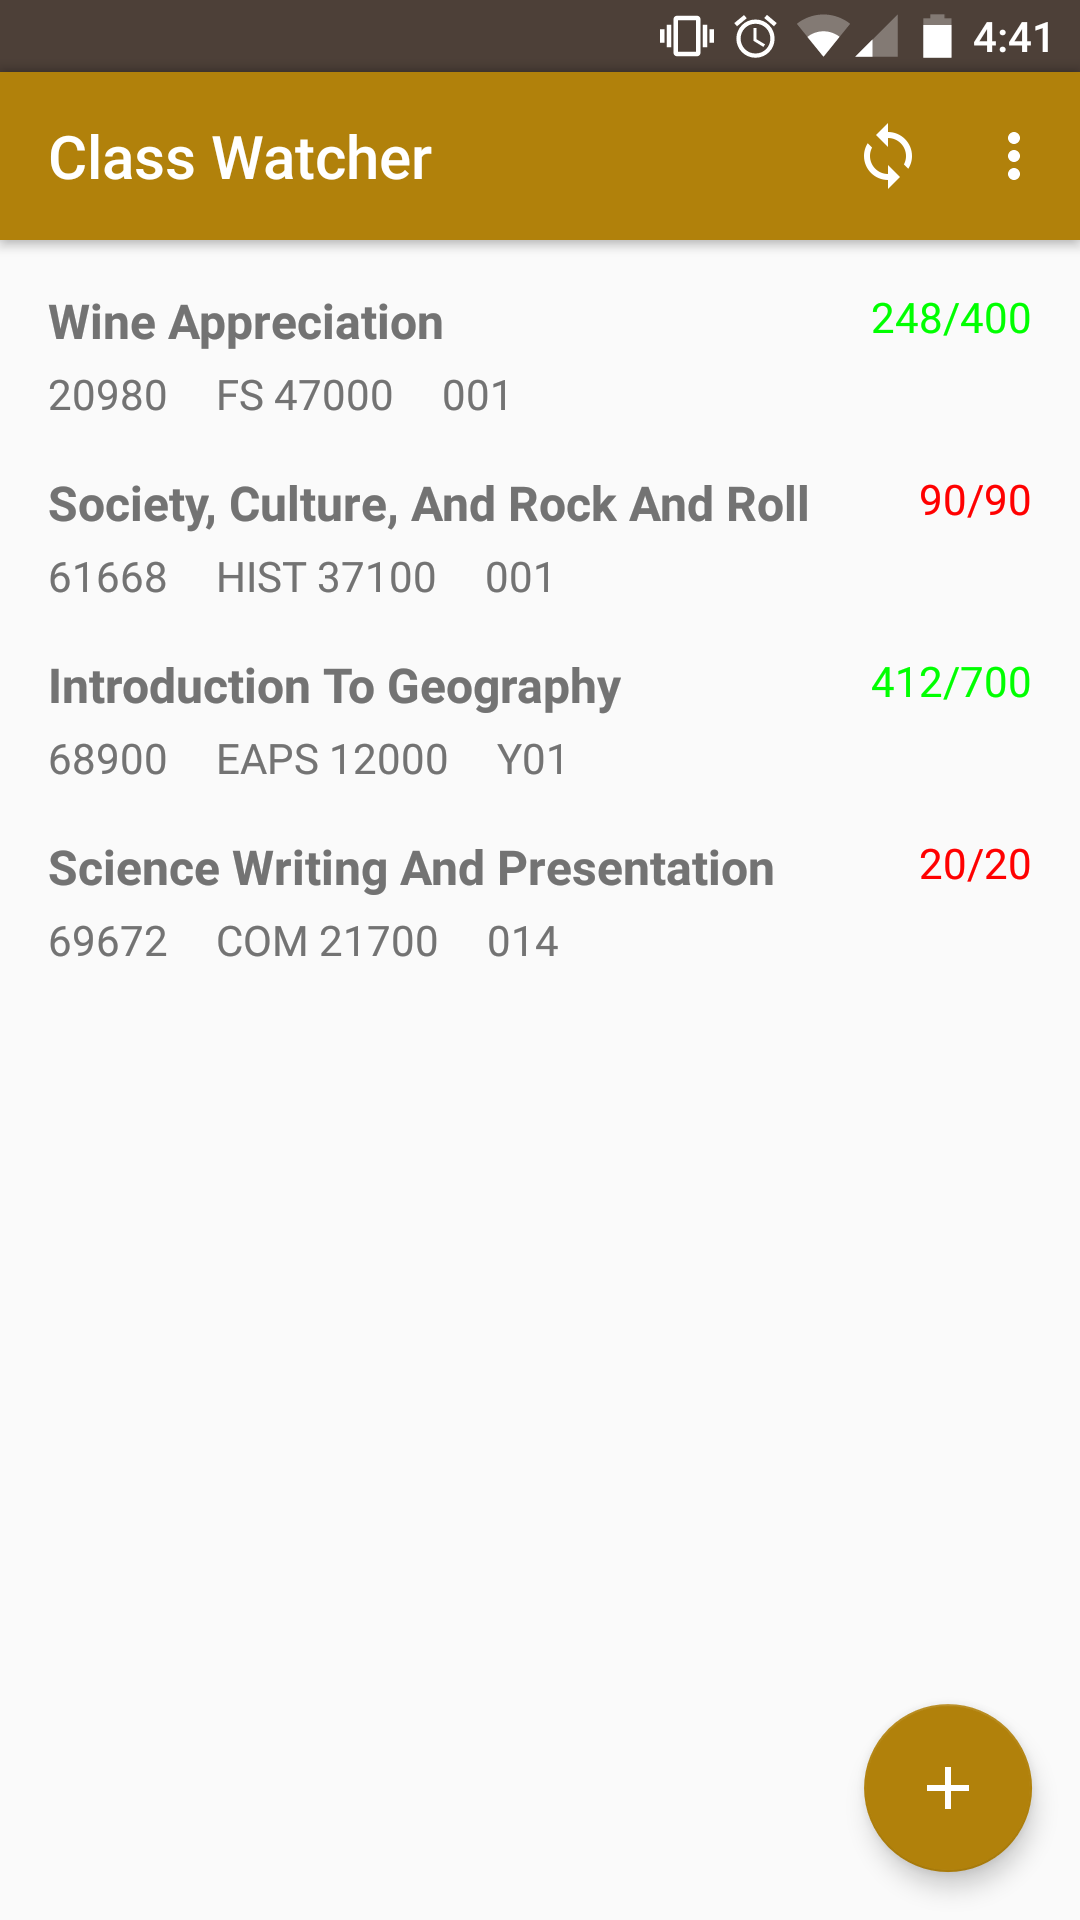 4:41
Class Watcher
Wine Appreciation 248/400
20980 FS 47000 001
Society, Culture, And Rock And Roll 90/90
61668 HIST 37100 001
Introduction To Geography 412/700
68900 EAPS 12000 Y01
Science Writing And Presentation 20/20
69672 COM 21700 014